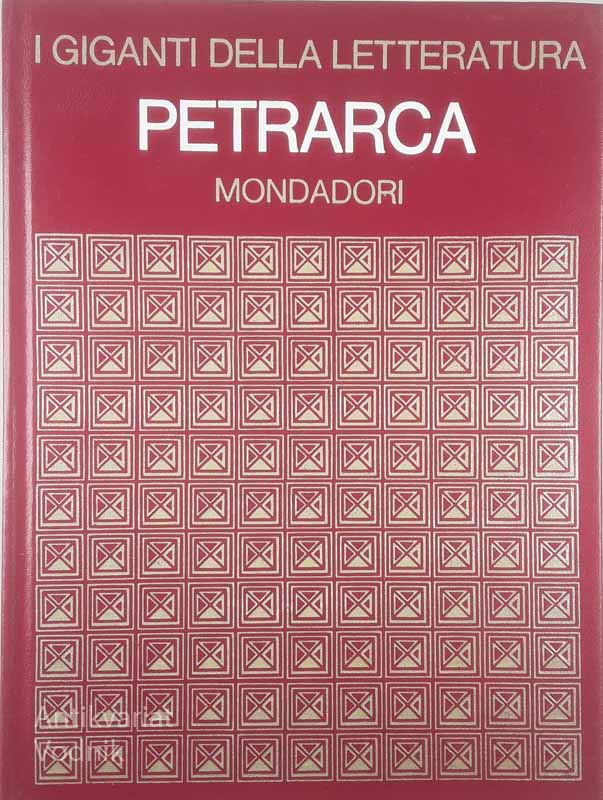 I GIGANTI DELLA LETTERATURA
PETRARCA
MONDADORI
Antikvariat
Vodnik